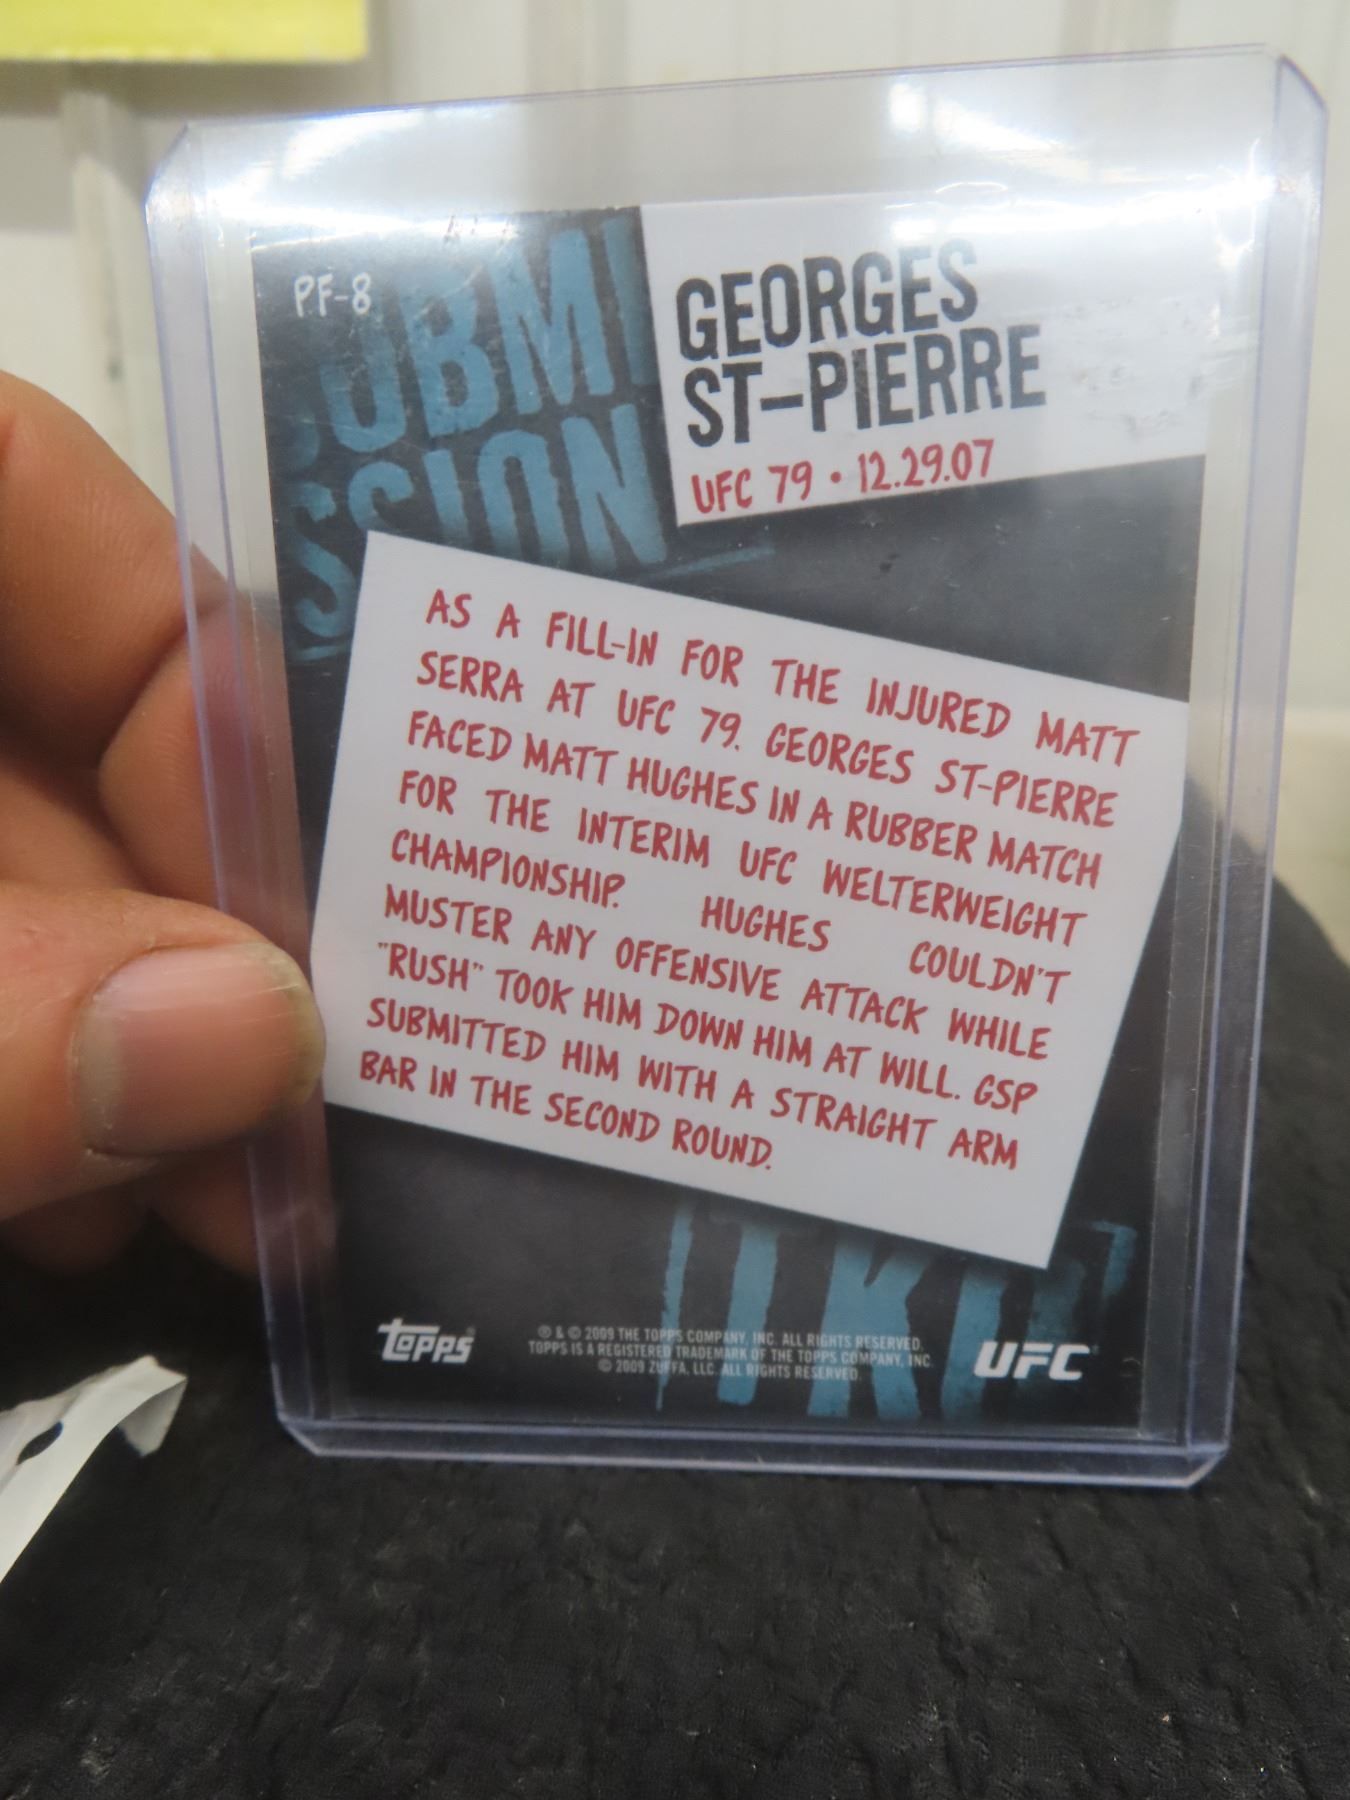 PF-8
UBMI
SSION
GEORGES
ST-PIERRE
UFC 79 • 12.29.07
AS A FILL-IN FOR THE INJURED MATT
SERRA AT UFC 79, GEORGES ST-PIERRE
FACED MATT HUGHES IN A RUBBER MATCH
FOR THE INTERIM UFC WELTERWEIGHT
CHAMPIONSHIP. HUGHES COULDN'T
MUSTER ANY OFFENSIVE ATTACK WHILE
"RUSH" TOOK HIM DOWN HIM AT WILL. GSP
SUBMITTED HIM WITH A STRAIGHT ARM
BAR IN THE SECOND ROUND.
TKO
TOPPS
® & © 2009 THE TOPPS COMPANY, INC. ALL RIGHTS RESERVED.
TOPPS IS A REGISTERED TRADEMARK OF THE TOPPS COMPANY, INC.
© 2009 ZUFFA, LLC. ALL RIGHTS RESERVED.
UFC